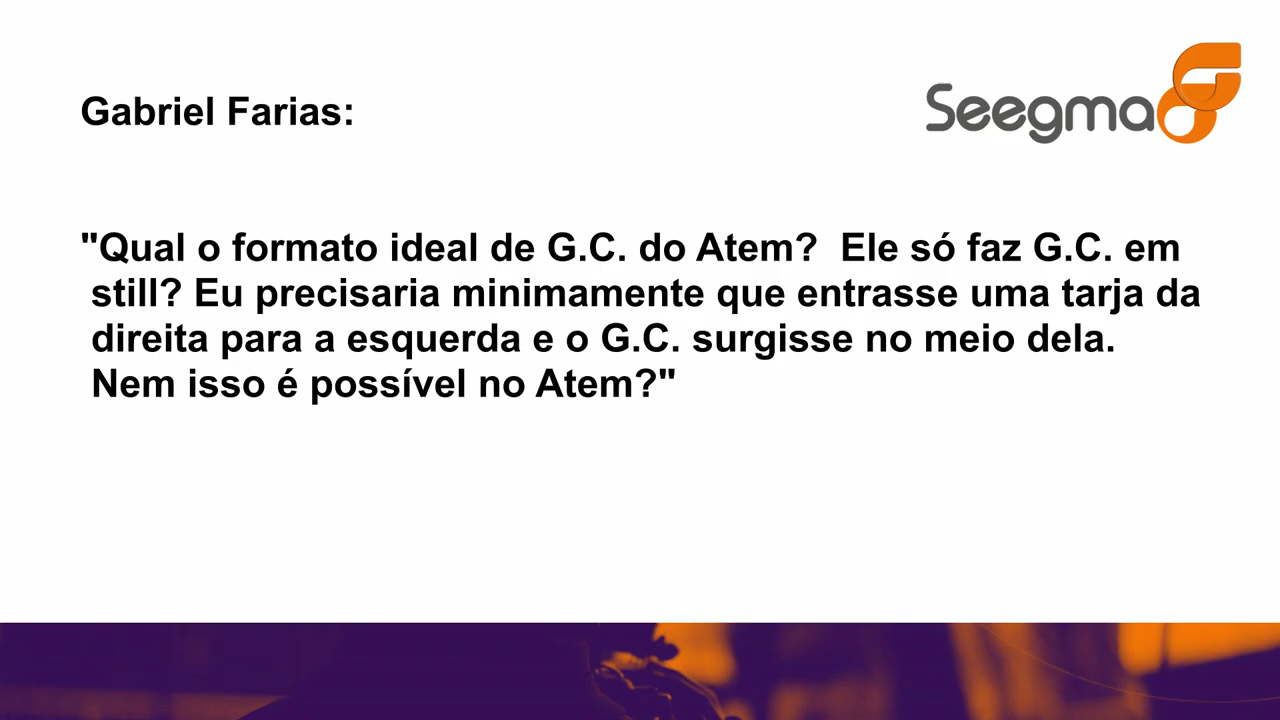 Gabriel Farias:
Seegma
"Qual o formato ideal de G.C. do Atem?  Ele só faz G.C. em
still? Eu precisaria minimamente que entrasse uma tarja da
direita para a esquerda e o G.C. surgisse no meio dela.
Nem isso é possível no Atem?"